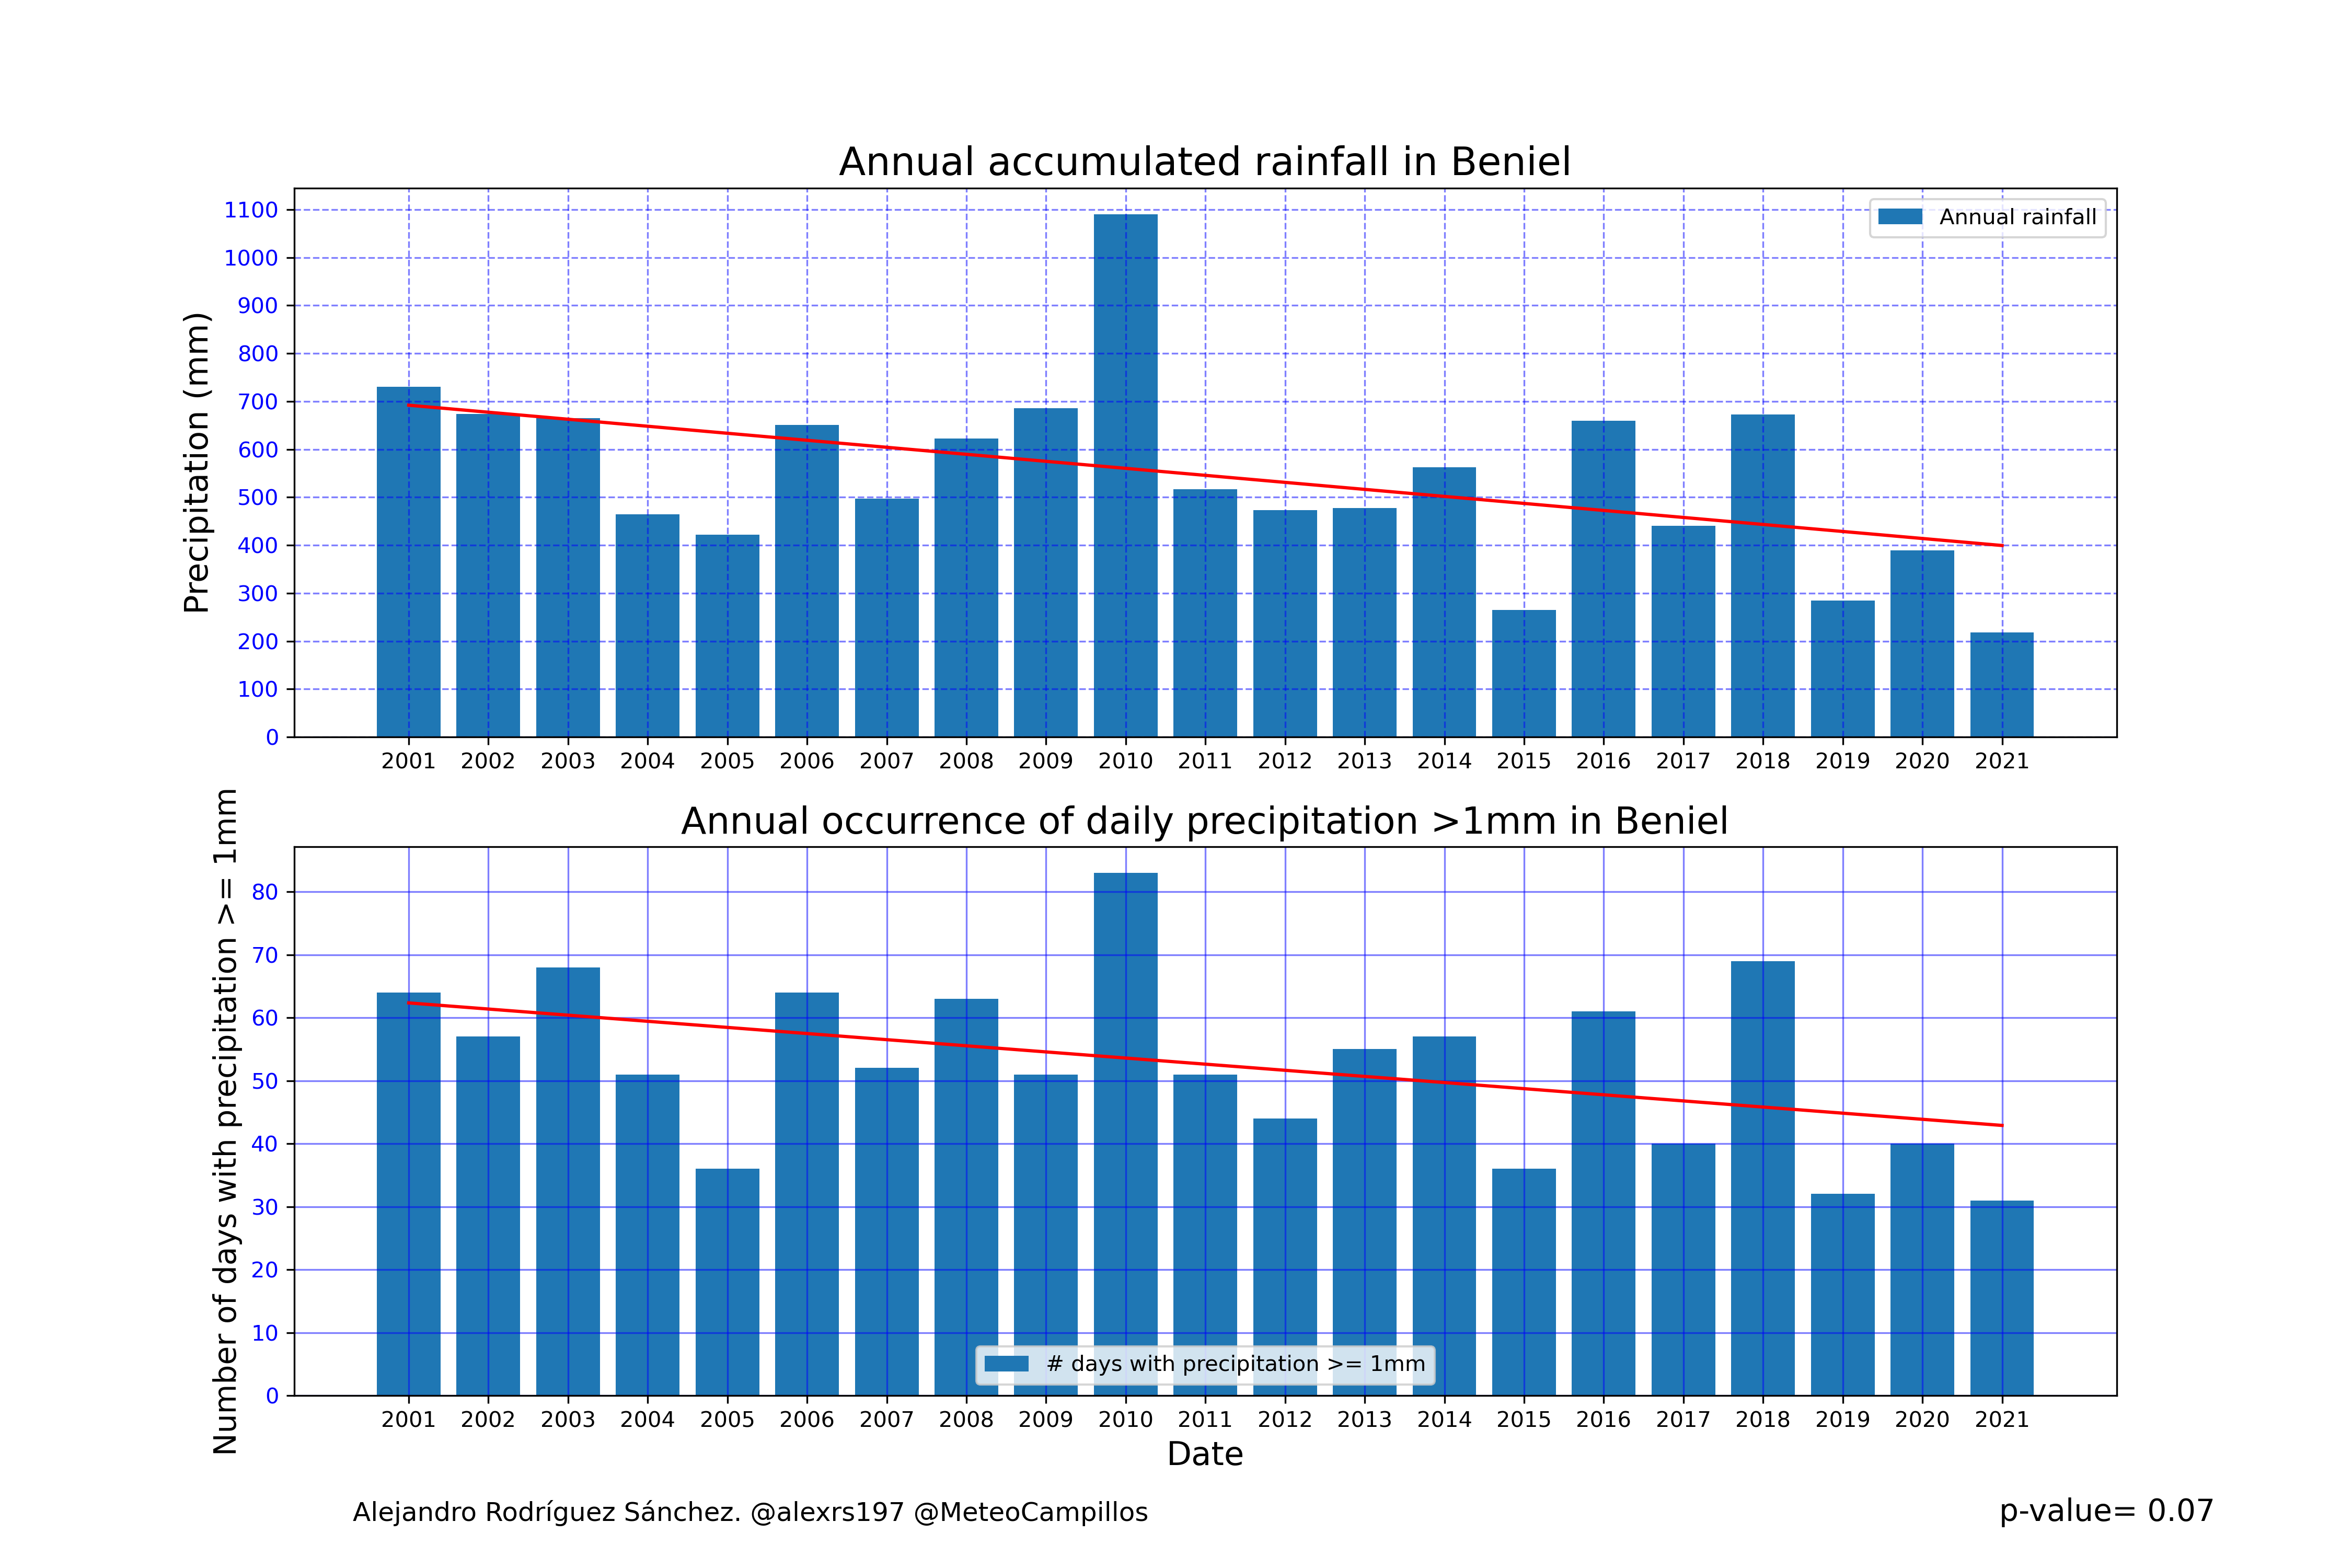 Annual accumulated rainfall in Beniel
Precipitation (mm)
1100
1000
900
800
700
600
500
400
300
200
100
0
Annual rainfall
2001 2002 2003 2004 2005 2006 2007 2008 2009 2010 2011 2012 2013 2014 2015 2016 2017 2018 2019 2020 2021
Annual occurrence of daily precipitation >1mm in Beniel
Number of days with precipitation >= 1mm
80
70
60
50
40
30
20
10
0
# days with precipitation >= 1mm
2001 2002 2003 2004 2005 2006 2007 2008 2009 2010 2011 2012 2013 2014 2015 2016 2017 2018 2019 2020 2021
Date
Alejandro Rodríguez Sánchez. @alexrs197 @MeteoCampillos
p-value= 0.07